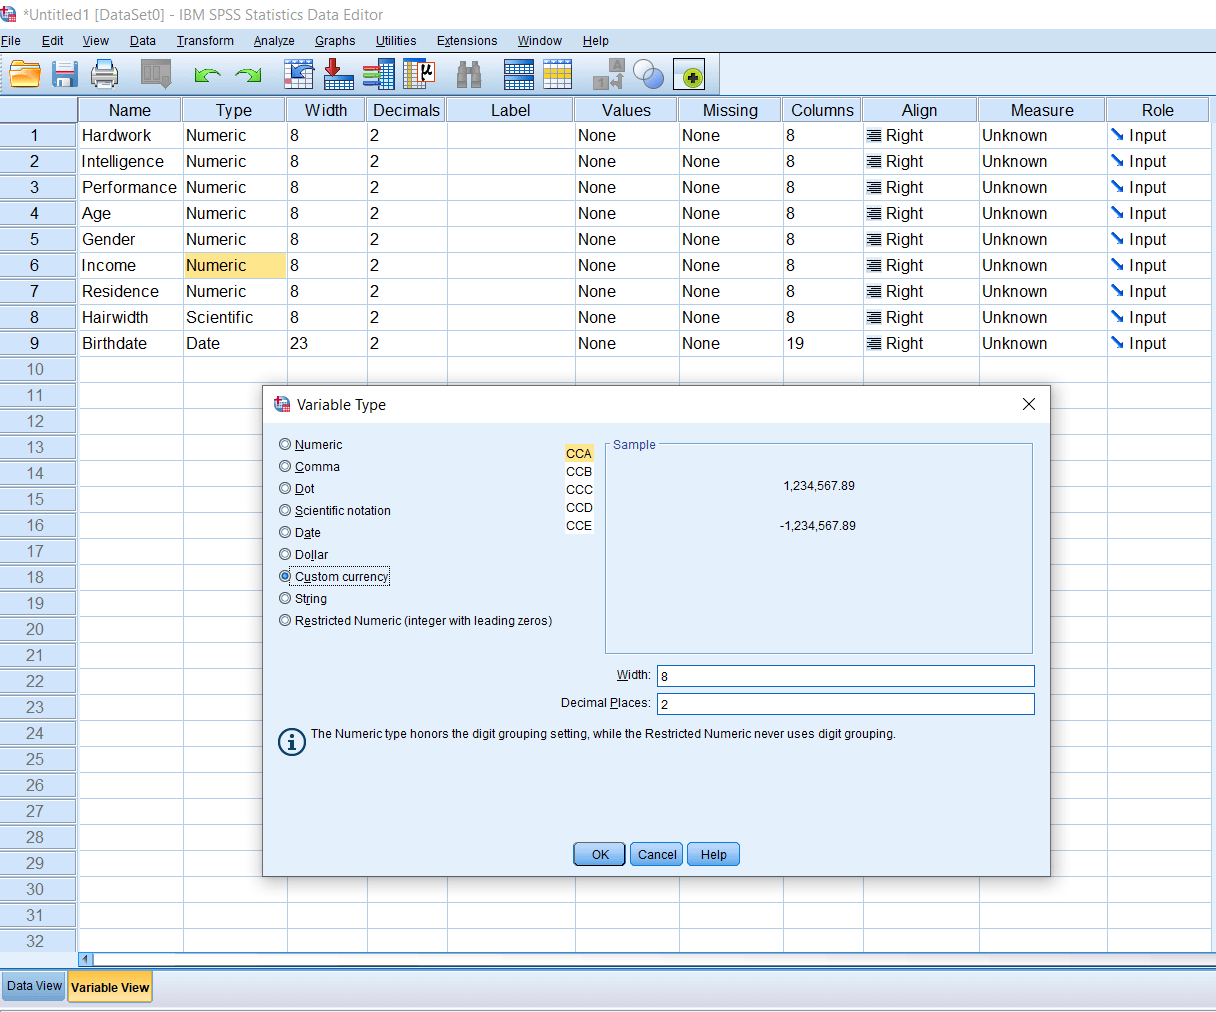 *Untitled1 [DataSet0] - IBM SPSS Statistics Data Editor
File Edit View Data Transform Analyze Graphs Utilities Extensions Window Help
Name Type Width Decimals Label Values Missing Columns Align Measure Role
1 Hardwork Numeric 8 2 None None 8 Right Unknown Input
2 Intelligence Numeric 8 2 None None 8 Right Unknown Input
3 Performance Numeric 8 2 None None 8 Right Unknown Input
4 Age Numeric 8 2 None None 8 Right Unknown Input
5 Gender Numeric 8 2 None None 8 Right Unknown Input
6 Income Numeric 8 2 None None 8 Right Unknown Input
7 Residence Numeric 8 2 None None 8 Right Unknown Input
8 Hairwidth Scientific 8 2 None None 8 Right Unknown Input
9 Birthdate Date 23 2 None None 19 Right Unknown Input
10
11
12
13
14
15
16
17
18
19
20
21
22
23
24
25
26
27
28
29
30
31
32
Variable Type
Numeric
Comma
Dot
Scientific notation
Date
Dollar
Custom currency
String
Restricted Numeric (integer with leading zeros)
CCA
CCB
CCC
CCD
CCE
Sample
1,234,567.89
-1,234,567.89
Width: 8
Decimal Places: 2
The Numeric type honors the digit grouping setting, while the Restricted Numeric never uses digit grouping.
OK Cancel Help
Data View Variable View